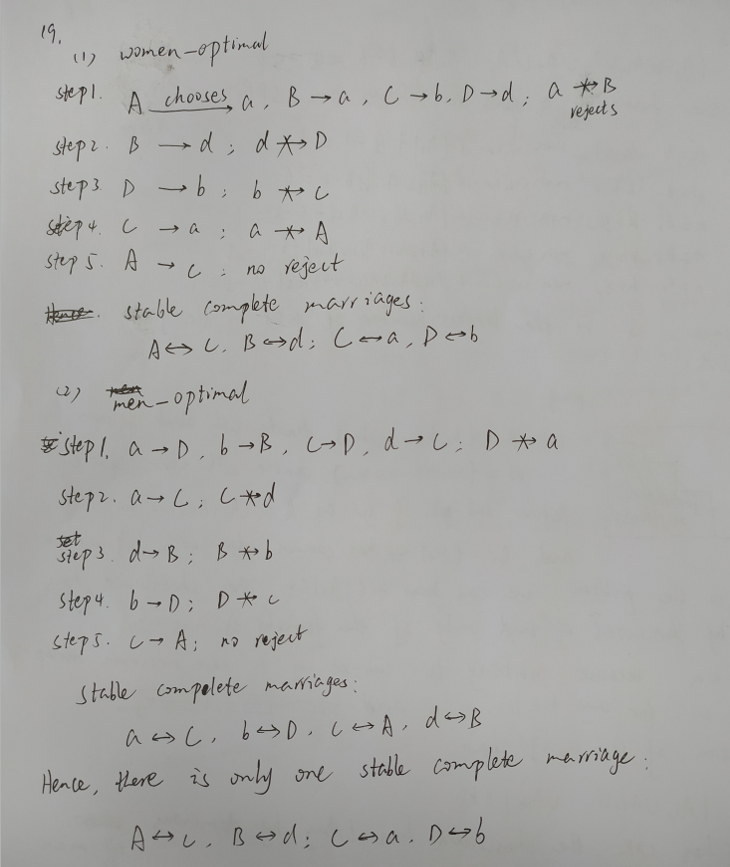 19.
(1) women-optimal
step1. A chooses→ a, B → a, C → b, D → d; a ↛ B
rejects
step2. B → d; d ↛ D
step3 D → b; b ↛ C
step4. C → a; a ↛ A
step5. A → c; no reject
stable complete marriages:
A ↔ c, B ↔ d; C ↔ a, D ↔ b
(2) men-optimal
step1. a → D, b → B, c → D, d → C; D ↛ a
step2. a → C; C ↛ d
step3. d → B; B ↛ b
step4. b → D; D ↛ c
step5. c → A; no reject
stable compelete marriages:
a ↔ C, b ↔ D, c ↔ A, d ↔ B
Hence, there is only one stable complete marriage:
A ↔ c, B ↔ d; C ↔ a, D ↔ b